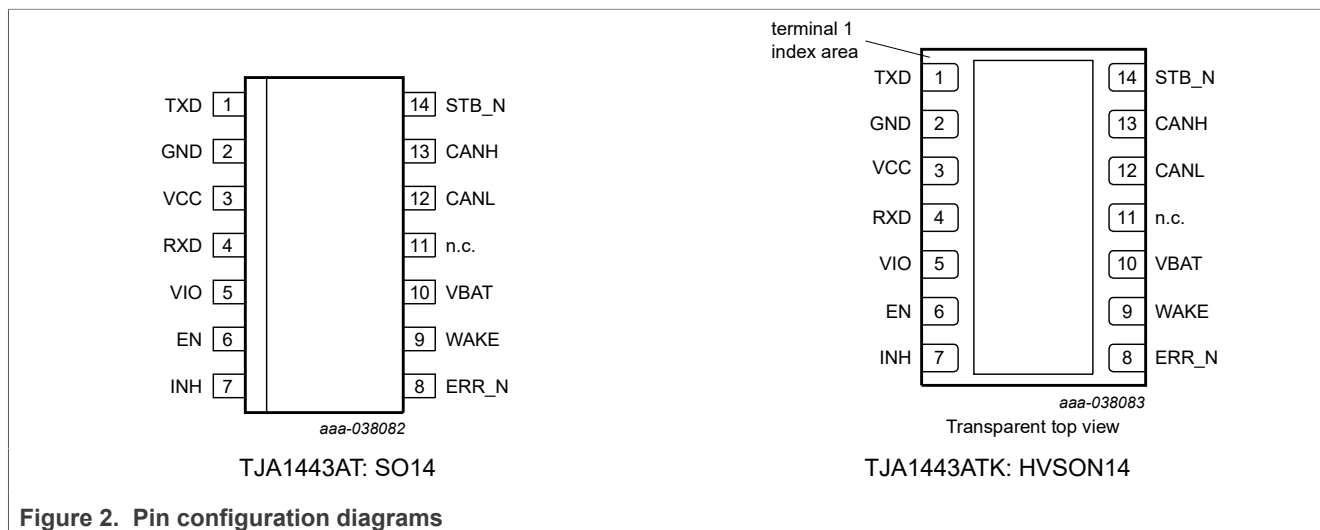 TXD 1
GND 2
VCC 3
RXD 4
VIO 5
EN 6
INH 7
14 STB_N
13 CANH
12 CANL
11 n.c.
10 VBAT
9 WAKE
8 ERR_N
aaa-038082
TJA1443AT: SO14
terminal 1
index area
TXD 1
GND 2
VCC 3
RXD 4
VIO 5
EN 6
INH 7
14 STB_N
13 CANH
12 CANL
11 n.c.
10 VBAT
9 WAKE
8 ERR_N
aaa-038083
Transparent top view
TJA1443ATK: HVSON14
Figure 2. Pin configuration diagrams